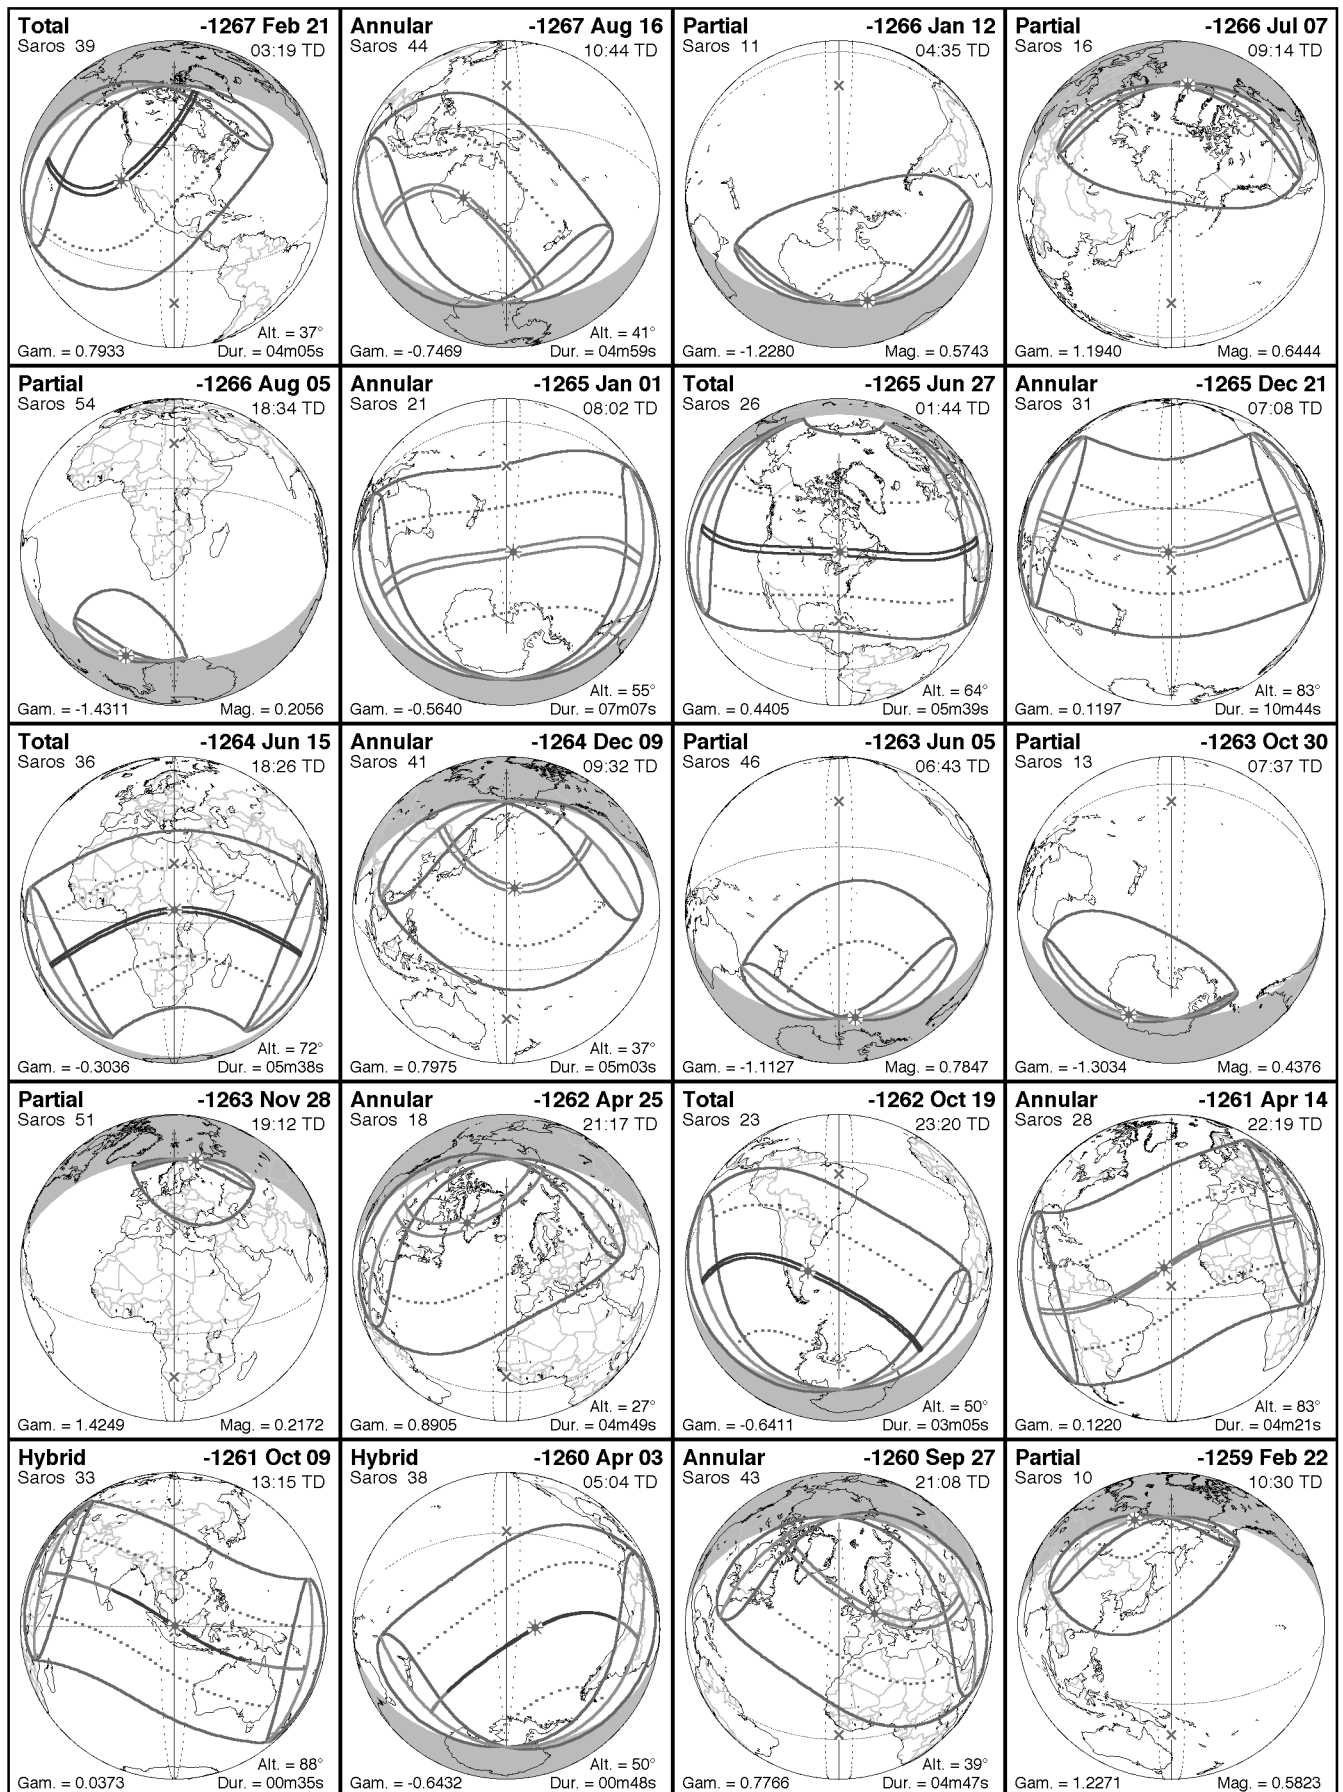 Total -1267 Feb 21
Saros 39 03:19 TD
Alt. = 37°
Gam. = 0.7933 Dur. = 04m05s
Annular -1267 Aug 16
Saros 44 10:44 TD
Alt. = 41°
Gam. = -0.7469 Dur. = 04m59s
Partial -1266 Jan 12
Saros 11 04:35 TD
Gam. = -1.2280 Mag. = 0.5743
Partial -1266 Jul 07
Saros 16 09:14 TD
Gam. = 1.1940 Mag. = 0.6444
Partial -1266 Aug 05
Saros 54 18:34 TD
Gam. = -1.4311 Mag. = 0.2056
Annular -1265 Jan 01
Saros 21 08:02 TD
Alt. = 55°
Gam. = -0.5640 Dur. = 07m07s
Total -1265 Jun 27
Saros 26 01:44 TD
Alt. = 64°
Gam. = 0.4405 Dur. = 05m39s
Annular -1265 Dec 21
Saros 31 07:08 TD
Alt. = 83°
Gam. = 0.1197 Dur. = 10m44s
Total -1264 Jun 15
Saros 36 18:26 TD
Alt. = 72°
Gam. = -0.3036 Dur. = 05m38s
Annular -1264 Dec 09
Saros 41 09:32 TD
Alt. = 37°
Gam. = 0.7975 Dur. = 05m03s
Partial -1263 Jun 05
Saros 46 06:43 TD
Gam. = -1.1127 Mag. = 0.7847
Partial -1263 Oct 30
Saros 13 07:37 TD
Gam. = -1.3034 Mag. = 0.4376
Partial -1263 Nov 28
Saros 51 19:12 TD
Gam. = 1.4249 Mag. = 0.2172
Annular -1262 Apr 25
Saros 18 21:17 TD
Alt. = 27°
Gam. = 0.8905 Dur. = 04m49s
Total -1262 Oct 19
Saros 23 23:20 TD
Alt. = 50°
Gam. = -0.6411 Dur. = 03m05s
Annular -1261 Apr 14
Saros 28 22:19 TD
Alt. = 83°
Gam. = 0.1220 Dur. = 04m21s
Hybrid -1261 Oct 09
Saros 33 13:15 TD
Alt. = 88°
Gam. = 0.0373 Dur. = 00m35s
Hybrid -1260 Apr 03
Saros 38 05:04 TD
Alt. = 50°
Gam. = -0.6432 Dur. = 00m48s
Annular -1260 Sep 27
Saros 43 21:08 TD
Alt. = 39°
Gam. = 0.7766 Dur. = 04m47s
Partial -1259 Feb 22
Saros 10 10:30 TD
Gam. = 1.2271 Mag. = 0.5823